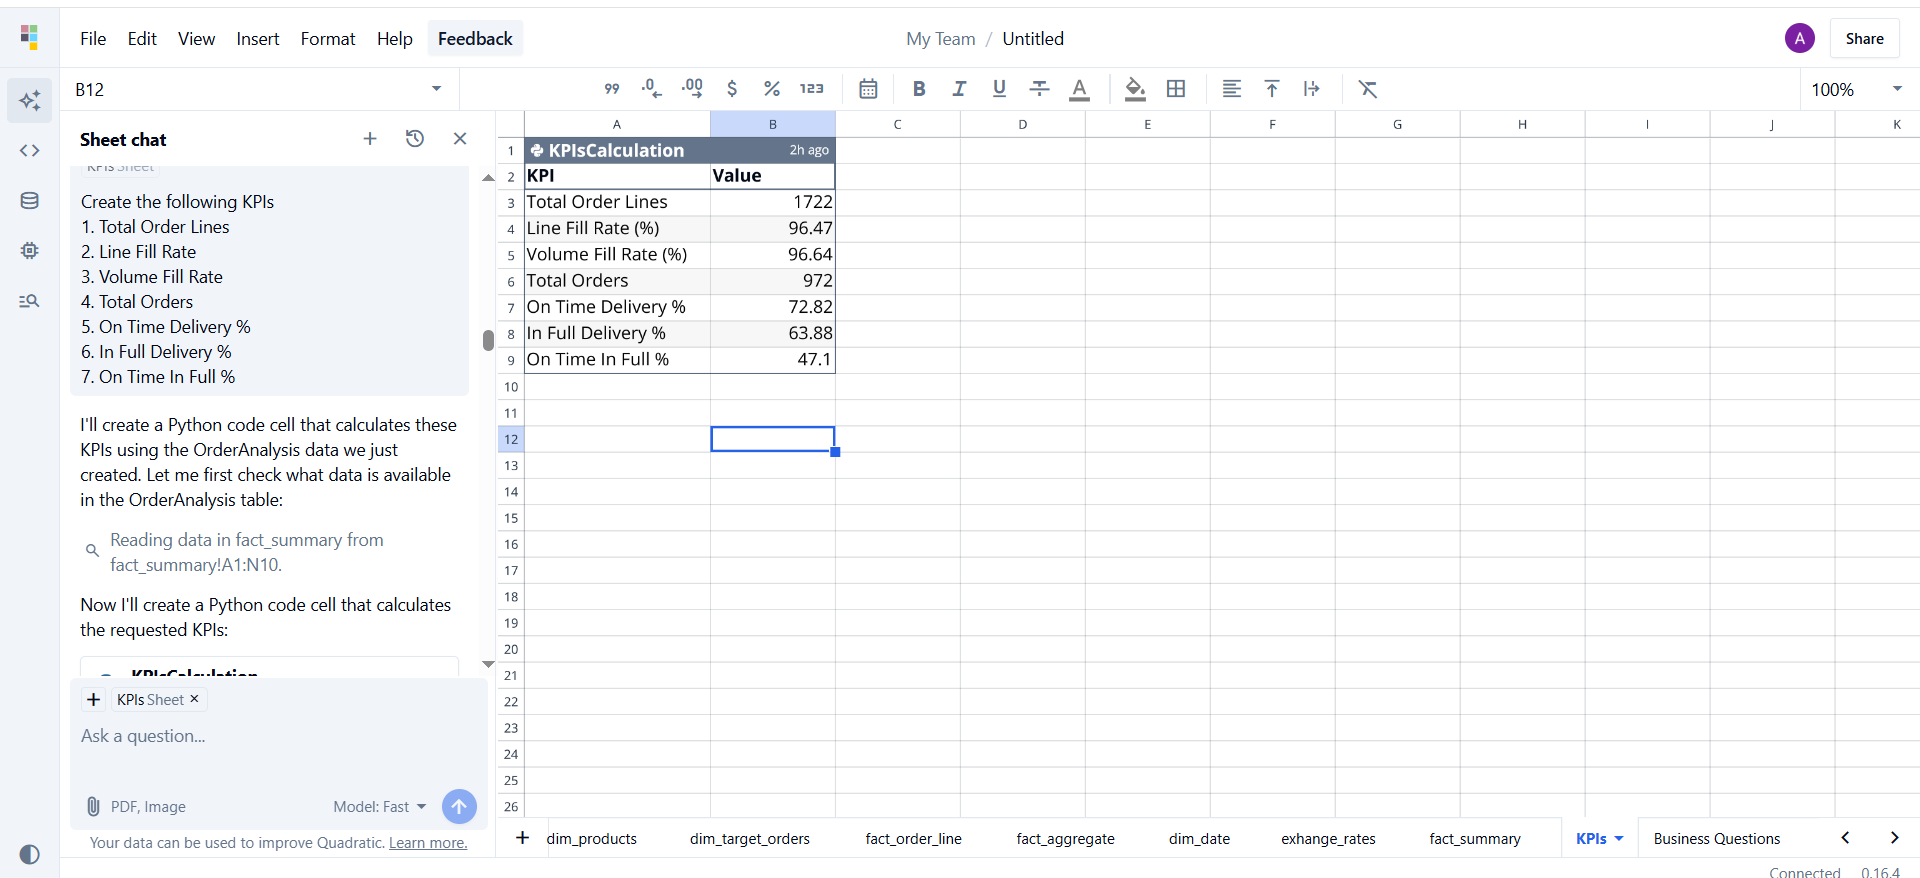 File Edit View Insert Format Help Feedback
My Team / Untitled
A
Share
B12
99 .0 .00 $ % 123
B I U A
100%
Sheet chat
KPIs Sheet
Create the following KPIs
1. Total Order Lines
2. Line Fill Rate
3. Volume Fill Rate
4. Total Orders
5. On Time Delivery %
6. In Full Delivery %
7. On Time In Full %
I'll create a Python code cell that calculates these
KPIs using the OrderAnalysis data we just
created. Let me first check what data is available
in the OrderAnalysis table:
Reading data in fact_summary from
fact_summary!A1:N10.
Now I'll create a Python code cell that calculates
the requested KPIs:
KPIsCalculation
KPIs Sheet ×
Ask a question...
PDF, Image
Model: Fast
Your data can be used to improve Quadratic. Learn more.
A B C D E F G H I J K
1 KPIsCalculation 2h ago
2 KPI Value
3 Total Order Lines 1722
4 Line Fill Rate (%) 96.47
5 Volume Fill Rate (%) 96.64
6 Total Orders 972
7 On Time Delivery % 72.82
8 In Full Delivery % 63.88
9 On Time In Full % 47.1
10
11
12
13
14
15
16
17
18
19
20
21
22
23
24
25
26
+ dim_products dim_target_orders fact_order_line fact_aggregate dim_date exhange_rates fact_summary KPIs Business Questions
Connected 0.16.4